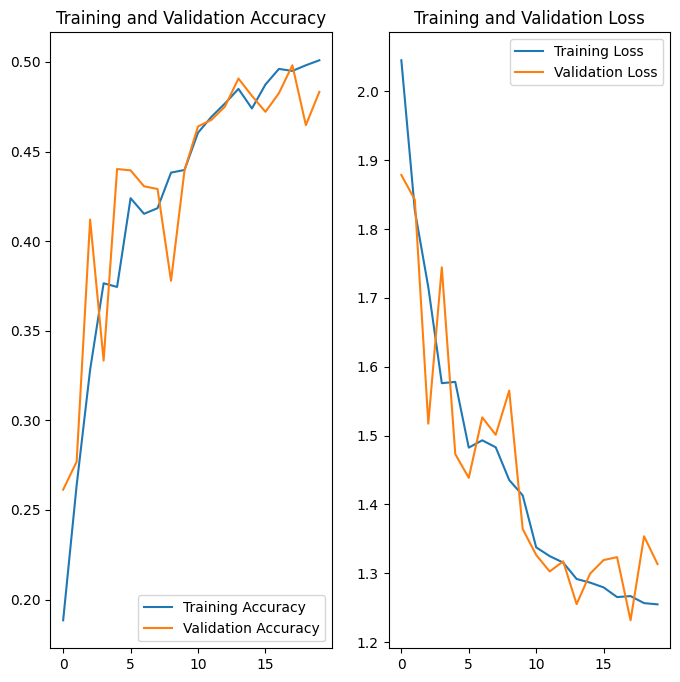 Training and Validation Accuracy
0.50
0.45
0.40
0.35
0.30
0.25
0.20
Training Accuracy
Validation Accuracy
0 5 10 15
Training and Validation Loss
Training Loss
Validation Loss
2.0
1.9
1.8
1.7
1.6
1.5
1.4
1.3
1.2
0 5 10 15